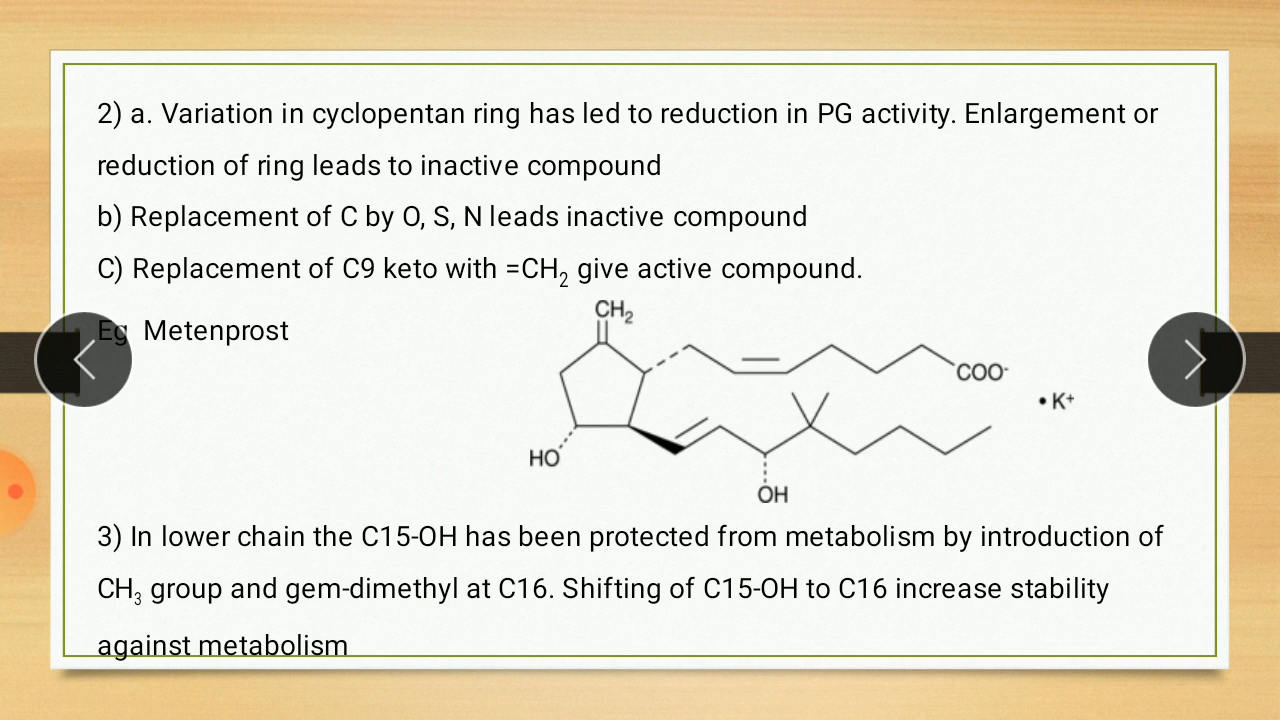 2) a. Variation in cyclopentan ring has led to reduction in PG activity. Enlargement or
reduction of ring leads to inactive compound
b) Replacement of C by O, S, N leads inactive compound
C) Replacement of C9 keto with =CH₂ give active compound.
Eg Metenprost
CH₂
COO⁻
• K⁺
HO
OH
3) In lower chain the C15-OH has been protected from metabolism by introduction of
CH₃ group and gem-dimethyl at C16. Shifting of C15-OH to C16 increase stability
against metabolism